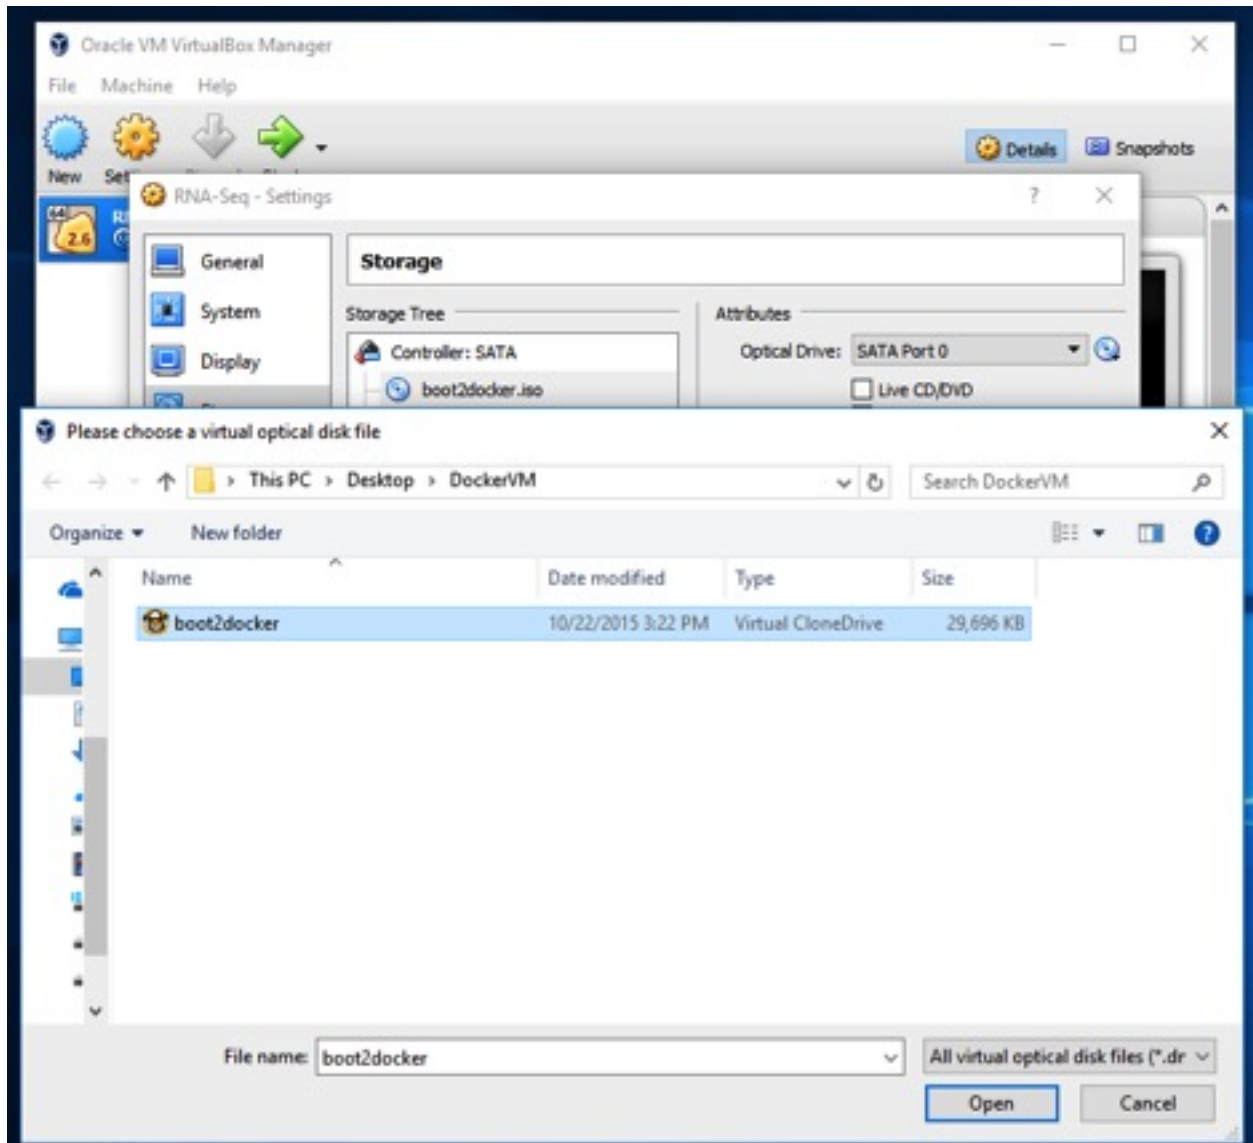 Oracle VM VirtualBox Manager
File Machine Help
New
Details Snapshots
RNA-Seq - Settings ?
64
2.6
General
Storage
System
Storage Tree
Attributes
Controller: SATA
Optical Drive: SATA Port 0
Display
boot2docker.iso
Live CD/DVD
Please choose a virtual optical disk file
This PC › Desktop › DockerVM
Search DockerVM
Organize New folder
?
Name Date modified Type Size
boot2docker 10/22/2015 3:22 PM Virtual CloneDrive 29,696 KB
File name: boot2docker
All virtual optical disk files (*.dr
Open Cancel